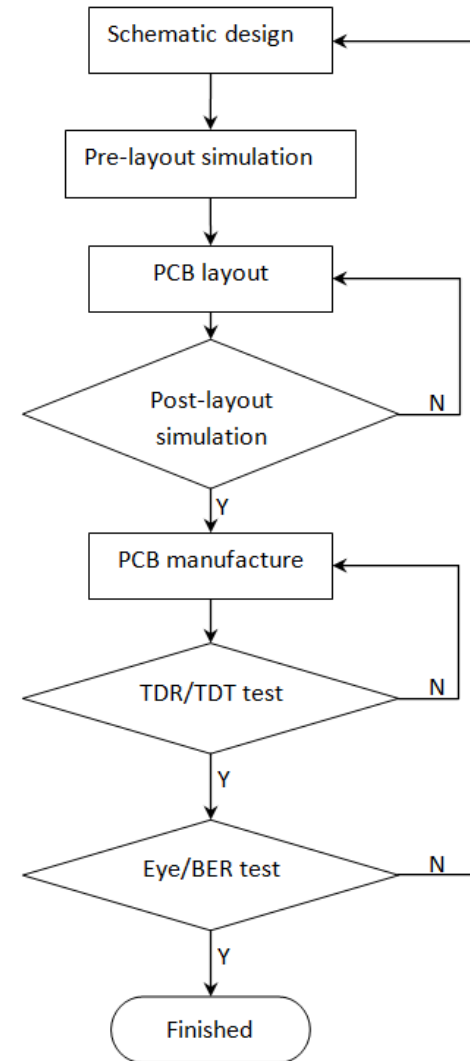 Schematic design
Pre-layout simulation
PCB layout
Post-layout
simulation
N
Y
PCB manufacture
TDR/TDT test
N
Y
Eye/BER test
N
Y
Finished